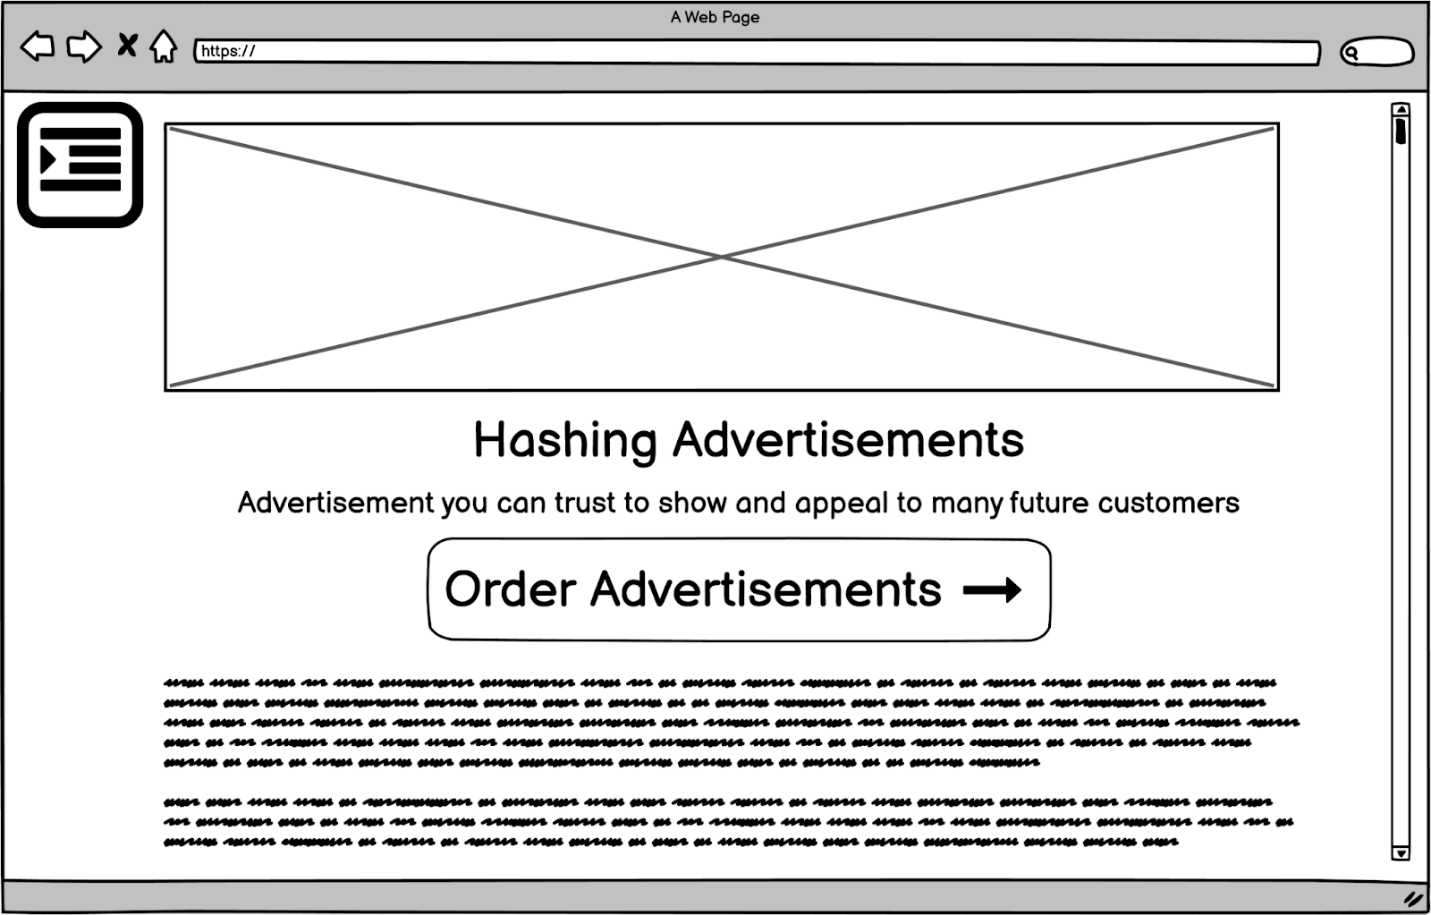 A Web Page
https://
Hashing Advertisements
Advertisement you can trust to show and appeal to many future customers
Order Advertisements